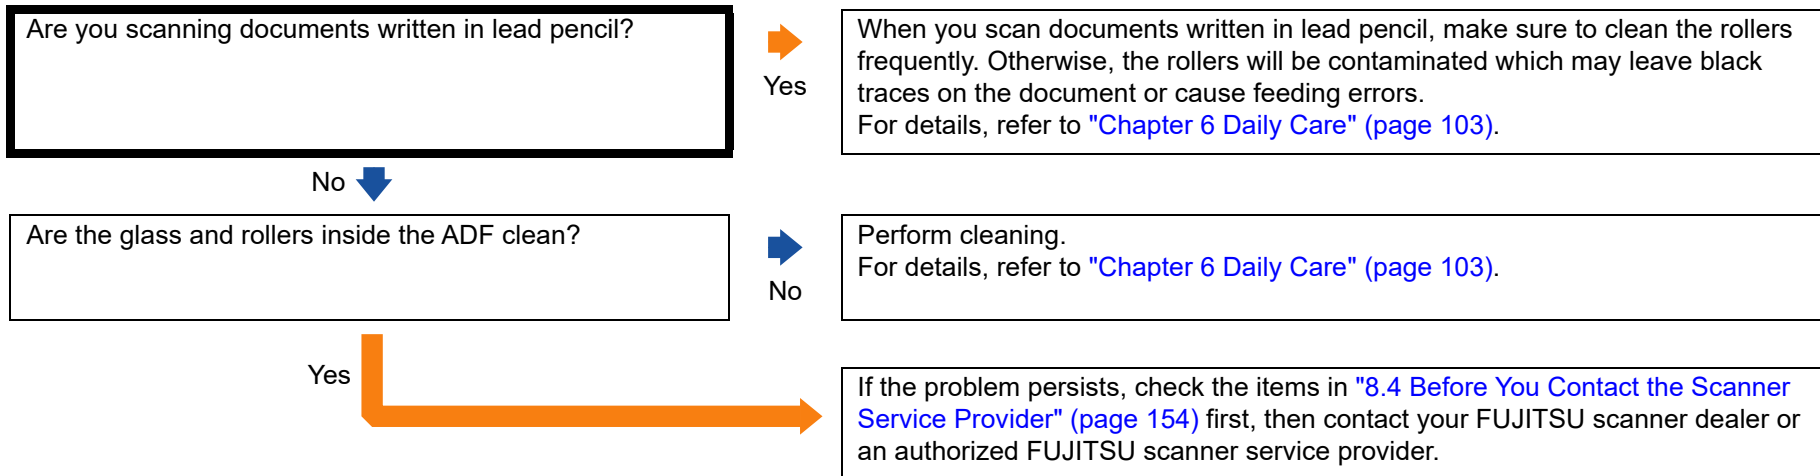 Are you scanning documents written in lead pencil?
Yes
When you scan documents written in lead pencil, make sure to clean the rollers
frequently. Otherwise, the rollers will be contaminated which may leave black
traces on the document or cause feeding errors.
For details, refer to "Chapter 6 Daily Care" (page 103).
No
Are the glass and rollers inside the ADF clean?
No
Perform cleaning.
For details, refer to "Chapter 6 Daily Care" (page 103).
Yes
If the problem persists, check the items in "8.4 Before You Contact the Scanner
Service Provider" (page 154) first, then contact your FUJITSU scanner dealer or
an authorized FUJITSU scanner service provider.